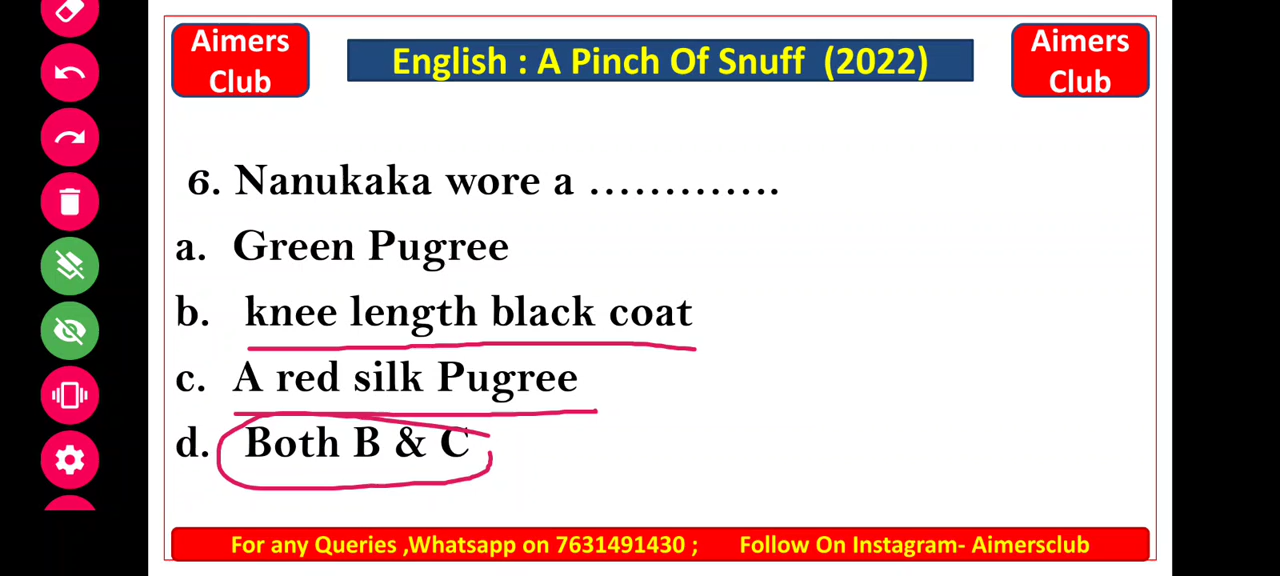 Aimers
Club
English : A Pinch Of Snuff (2022)
Aimers
Club
6. Nanukaka wore a .............
a. Green Pugree
b. knee length black coat
c. A red silk Pugree
d. Both B & C
For any Queries ,Whatsapp on 7631491430 ; Follow On Instagram- Aimersclub